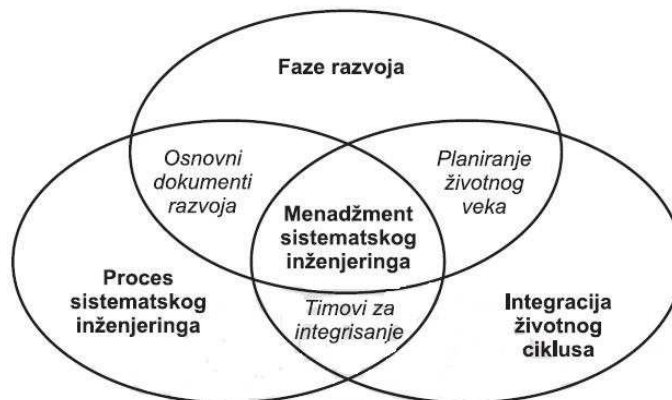 Faze razvoja
Osnovni
dokumenti
razvoja
Planiranje
životnog
veka
Menadžment
sistematskog
inženjeringa
Proces
sistematskog
inženjeringa
Timovi za
integrisanje
Integracija
životnog
ciklusa